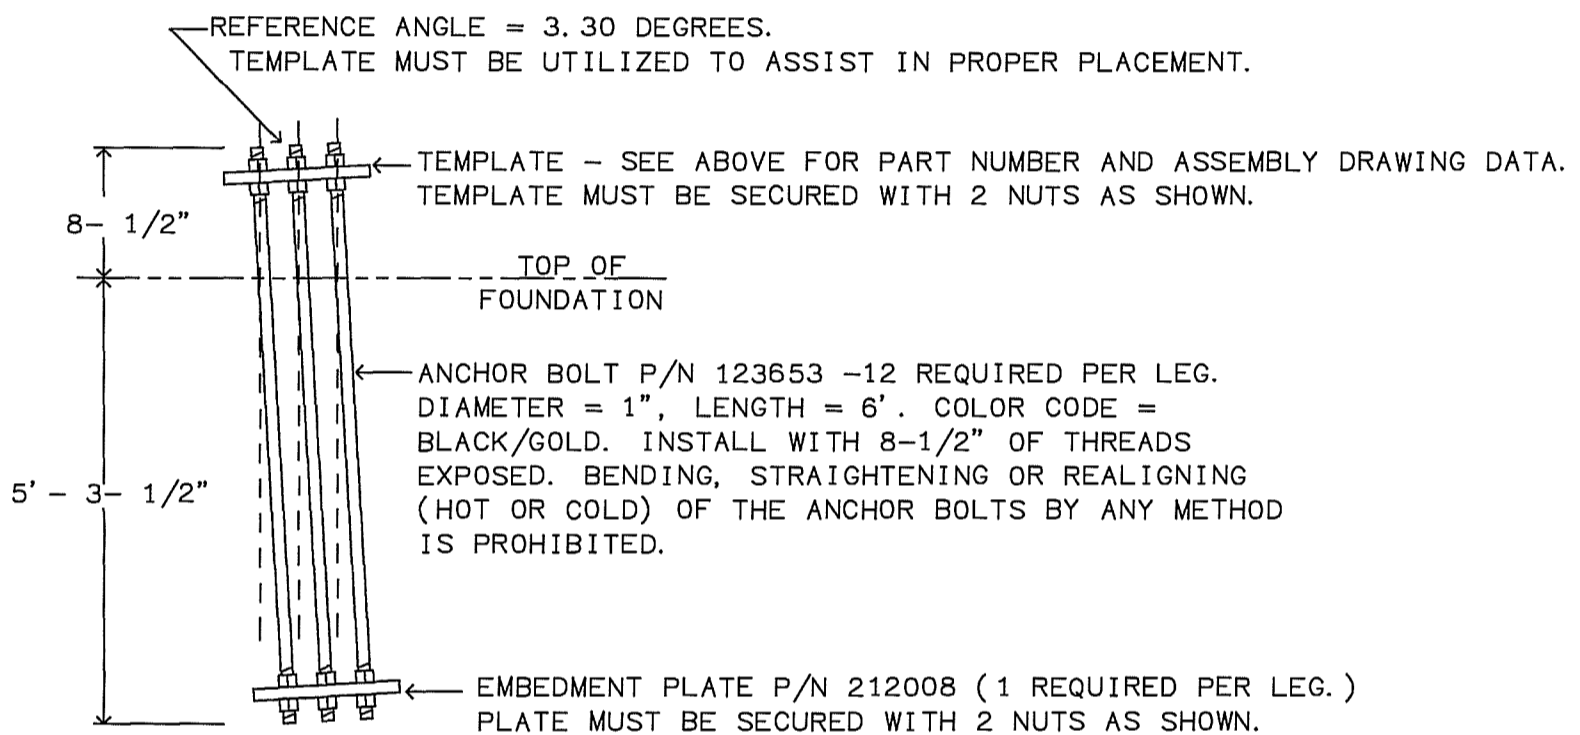 REFERENCE ANGLE = 3.30 DEGREES.
TEMPLATE MUST BE UTILIZED TO ASSIST IN PROPER PLACEMENT.
TEMPLATE – SEE ABOVE FOR PART NUMBER AND ASSEMBLY DRAWING DATA.
TEMPLATE MUST BE SECURED WITH 2 NUTS AS SHOWN.
8– 1/2"
TOP OF
FOUNDATION
ANCHOR BOLT P/N 123653 –12 REQUIRED PER LEG.
DIAMETER = 1", LENGTH = 6'. COLOR CODE =
BLACK/GOLD. INSTALL WITH 8–1/2" OF THREADS
EXPOSED. BENDING, STRAIGHTENING OR REALIGNING
(HOT OR COLD) OF THE ANCHOR BOLTS BY ANY METHOD
IS PROHIBITED.
5' – 3– 1/2"
EMBEDMENT PLATE P/N 212008 (1 REQUIRED PER LEG.)
PLATE MUST BE SECURED WITH 2 NUTS AS SHOWN.